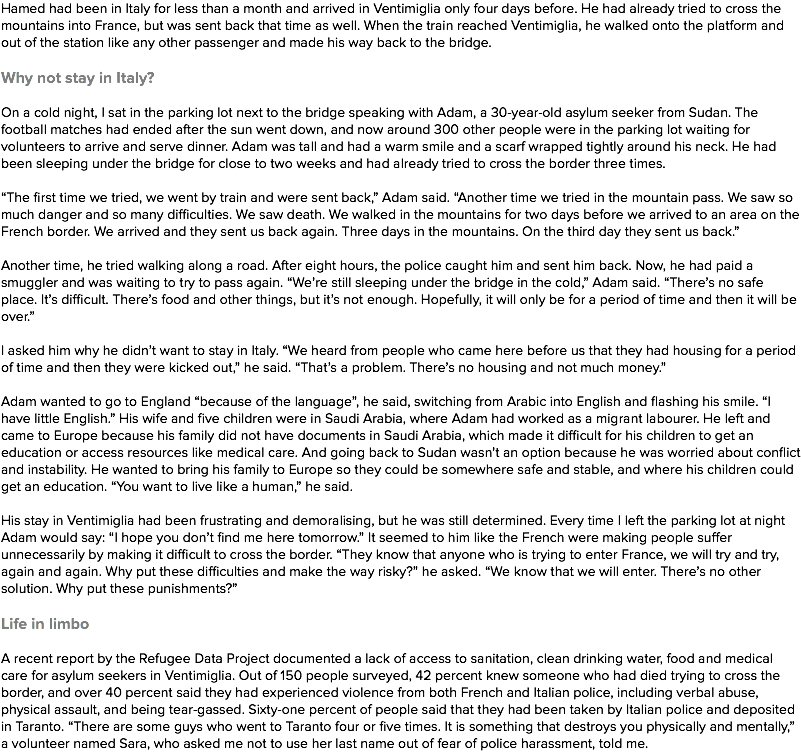 Hamed had been in Italy for less than a month and arrived in Ventimiglia only four days before. He had already tried to cross the
mountains into France, but was sent back that time as well. When the train reached Ventimiglia, he walked onto the platform and
out of the station like any other passenger and made his way back to the bridge.
Why not stay in Italy?
On a cold night, I sat in the parking lot next to the bridge speaking with Adam, a 30-year-old asylum seeker from Sudan. The
football matches had ended after the sun went down, and now around 300 other people were in the parking lot waiting for
volunteers to arrive and serve dinner. Adam was tall and had a warm smile and a scarf wrapped tightly around his neck. He had
been sleeping under the bridge for close to two weeks and had already tried to cross the border three times.
“The first time we tried, we went by train and were sent back,” Adam said. “Another time we tried in the mountain pass. We saw so
much danger and so many difficulties. We saw death. We walked in the mountains for two days before we arrived to an area on the
French border. We arrived and they sent us back again. Three days in the mountains. On the third day they sent us back.”
Another time, he tried walking along a road. After eight hours, the police caught him and sent him back. Now, he had paid a
smuggler and was waiting to try to pass again. “We’re still sleeping under the bridge in the cold,” Adam said. “There’s no safe
place. It’s difficult. There’s food and other things, but it’s not enough. Hopefully, it will only be for a period of time and then it will be
over.”
I asked him why he didn’t want to stay in Italy. “We heard from people who came here before us that they had housing for a period
of time and then they were kicked out,” he said. “That’s a problem. There’s no housing and not much money.”
Adam wanted to go to England “because of the language”, he said, switching from Arabic into English and flashing his smile. “I
have little English.” His wife and five children were in Saudi Arabia, where Adam had worked as a migrant labourer. He left and
came to Europe because his family did not have documents in Saudi Arabia, which made it difficult for his children to get an
education or access resources like medical care. And going back to Sudan wasn’t an option because he was worried about conflict
and instability. He wanted to bring his family to Europe so they could be somewhere safe and stable, and where his children could
get an education. “You want to live like a human,” he said.
His stay in Ventimiglia had been frustrating and demoralising, but he was still determined. Every time I left the parking lot at night
Adam would say: “I hope you don’t find me here tomorrow.” It seemed to him like the French were making people suffer
unnecessarily by making it difficult to cross the border. “They know that anyone who is trying to enter France, we will try and try,
again and again. Why put these difficulties and make the way risky?” he asked. “We know that we will enter. There’s no other
solution. Why put these punishments?”
Life in limbo
A recent report by the Refugee Data Project documented a lack of access to sanitation, clean drinking water, food and medical
care for asylum seekers in Ventimiglia. Out of 150 people surveyed, 42 percent knew someone who had died trying to cross the
border, and over 40 percent said they had experienced violence from both French and Italian police, including verbal abuse,
physical assault, and being tear-gassed. Sixty-one percent of people said that they had been taken by Italian police and deposited
in Taranto. “There are some guys who went to Taranto four or five times. It is something that destroys you physically and mentally,”
a volunteer named Sara, who asked me not to use her last name out of fear of police harassment, told me.